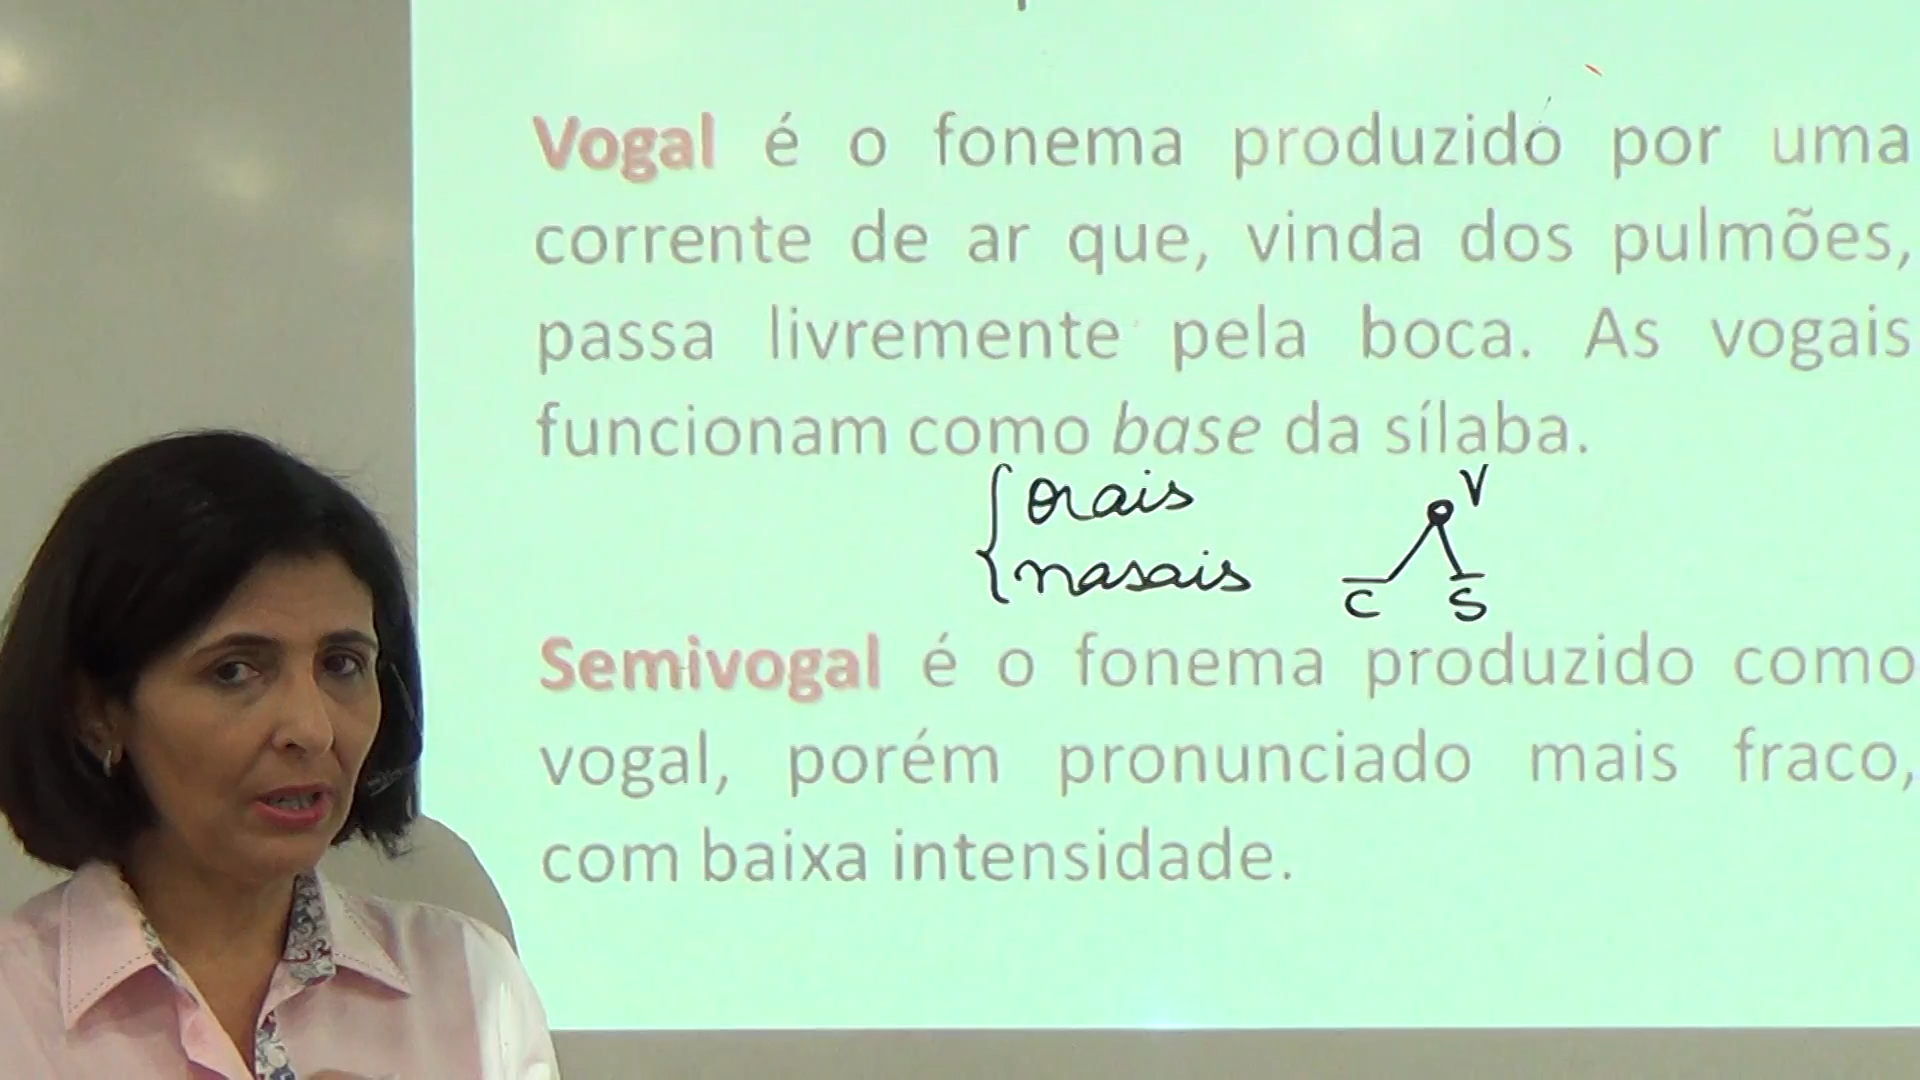 Vogal é o fonema produzido por uma
corrente de ar que, vinda dos pulmões,
passa livremente pela boca. As vogais
funcionam como base da sílaba.
orais
nasais
V
C S
Semivogal é o fonema produzido como
vogal, porém pronunciado mais fraco,
com baixa intensidade.